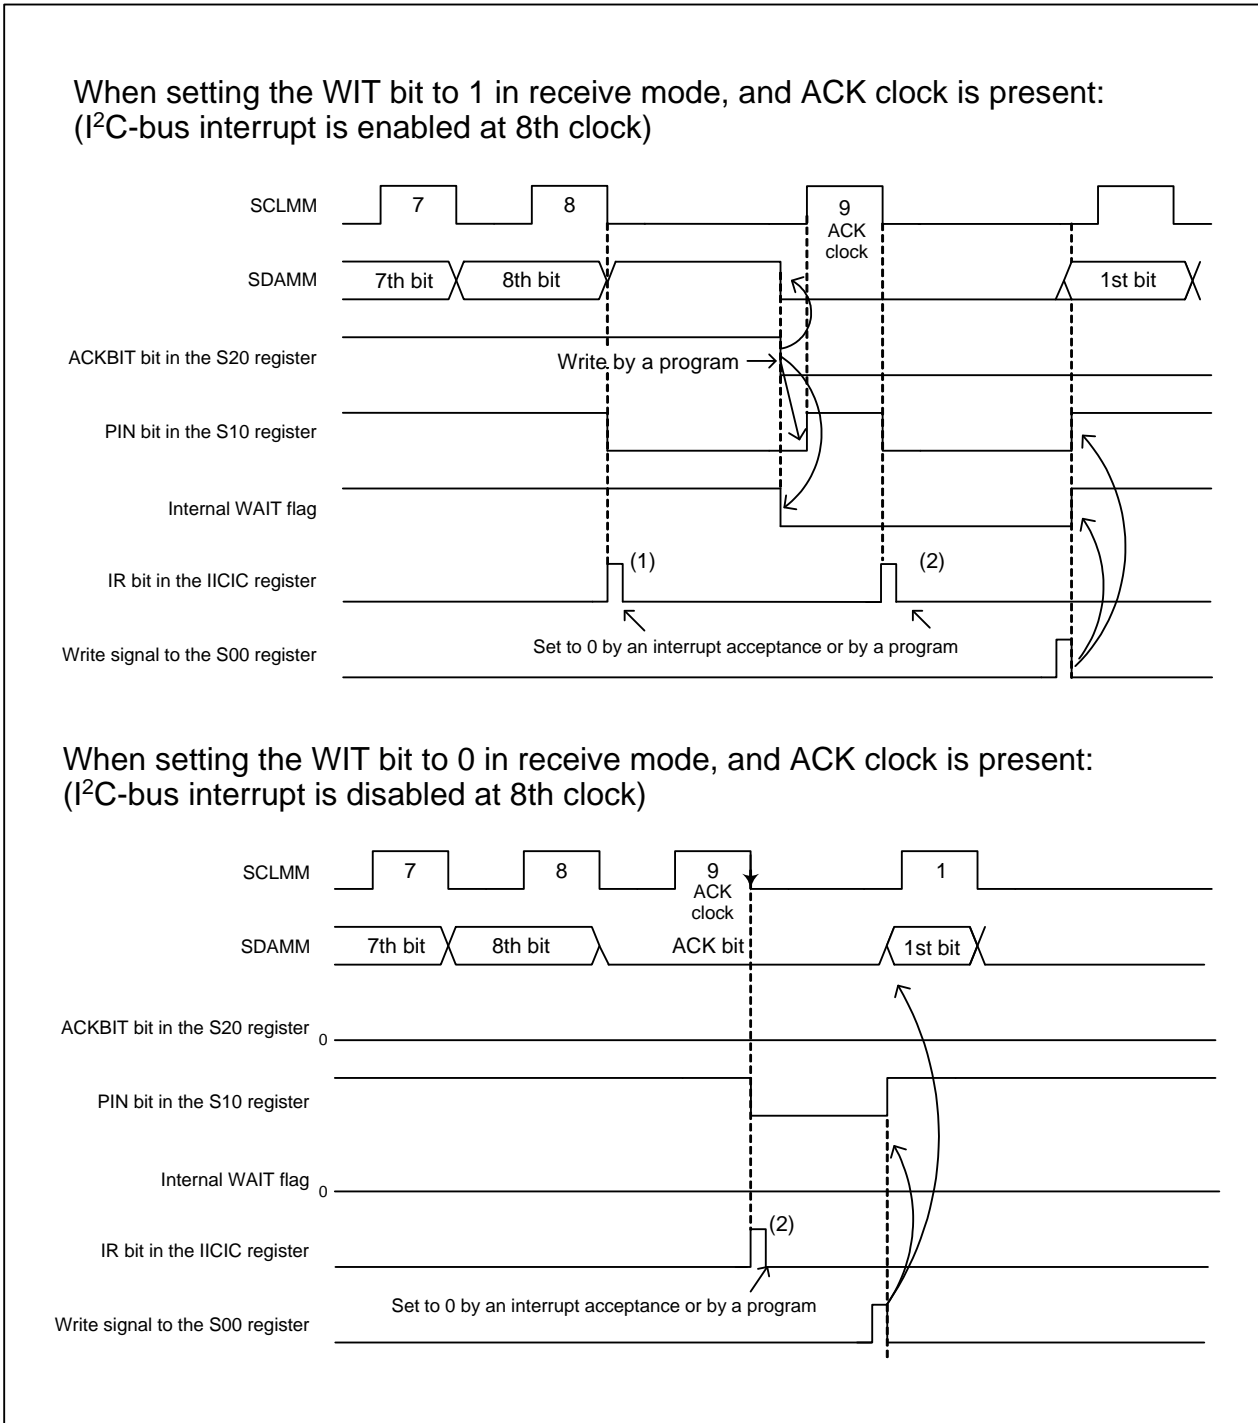 When setting the WIT bit to 1 in receive mode, and ACK clock is present:
(I²C-bus interrupt is enabled at 8th clock)
SCLMM
7
8
9
ACK
clock
SDAMM
7th bit
8th bit
1st bit
ACKBIT bit in the S20 register
Write by a program
PIN bit in the S10 register
Internal WAIT flag
IR bit in the IICIC register
(1)
(2)
Set to 0 by an interrupt acceptance or by a program
Write signal to the S00 register
When setting the WIT bit to 0 in receive mode, and ACK clock is present:
(I²C-bus interrupt is disabled at 8th clock)
SCLMM
7
8
9
ACK
clock
1
SDAMM
7th bit
8th bit
ACK bit
1st bit
ACKBIT bit in the S20 register
0
PIN bit in the S10 register
Internal WAIT flag
0
IR bit in the IICIC register
(2)
Set to 0 by an interrupt acceptance or by a program
Write signal to the S00 register